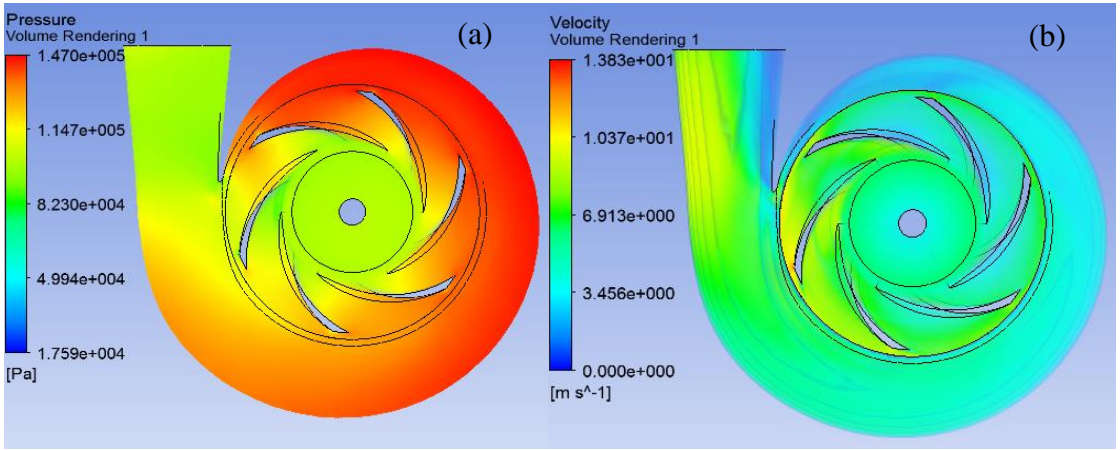 Pressure
Volume Rendering 1
(a)
1.470e+005
1.147e+005
8.230e+004
4.994e+004
1.759e+004
[Pa]
Velocity
Volume Rendering 1
(b)
1.383e+001
1.037e+001
6.913e+000
3.456e+000
0.000e+000
[m s^-1]